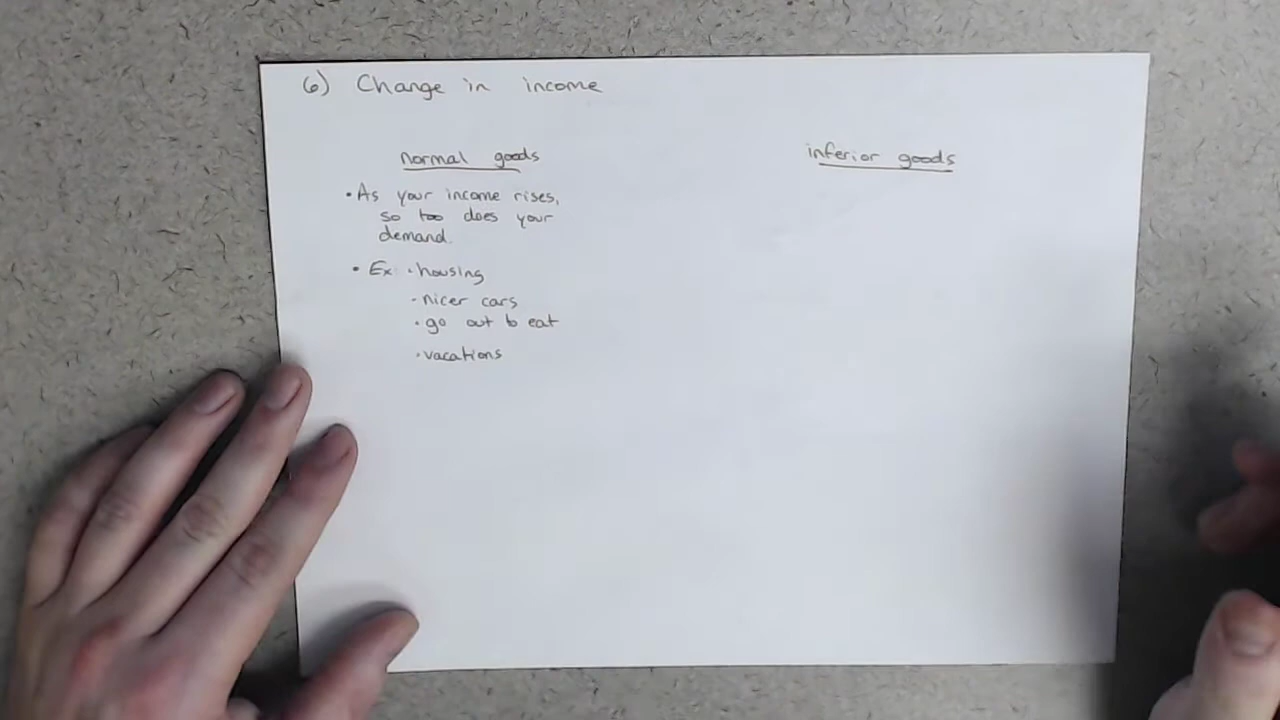 6) Change in income
normal goods
• As your income rises,
so too does your
demand.
• Ex: • housing
• nicer cars
• go out to eat
• vacations
inferior goods